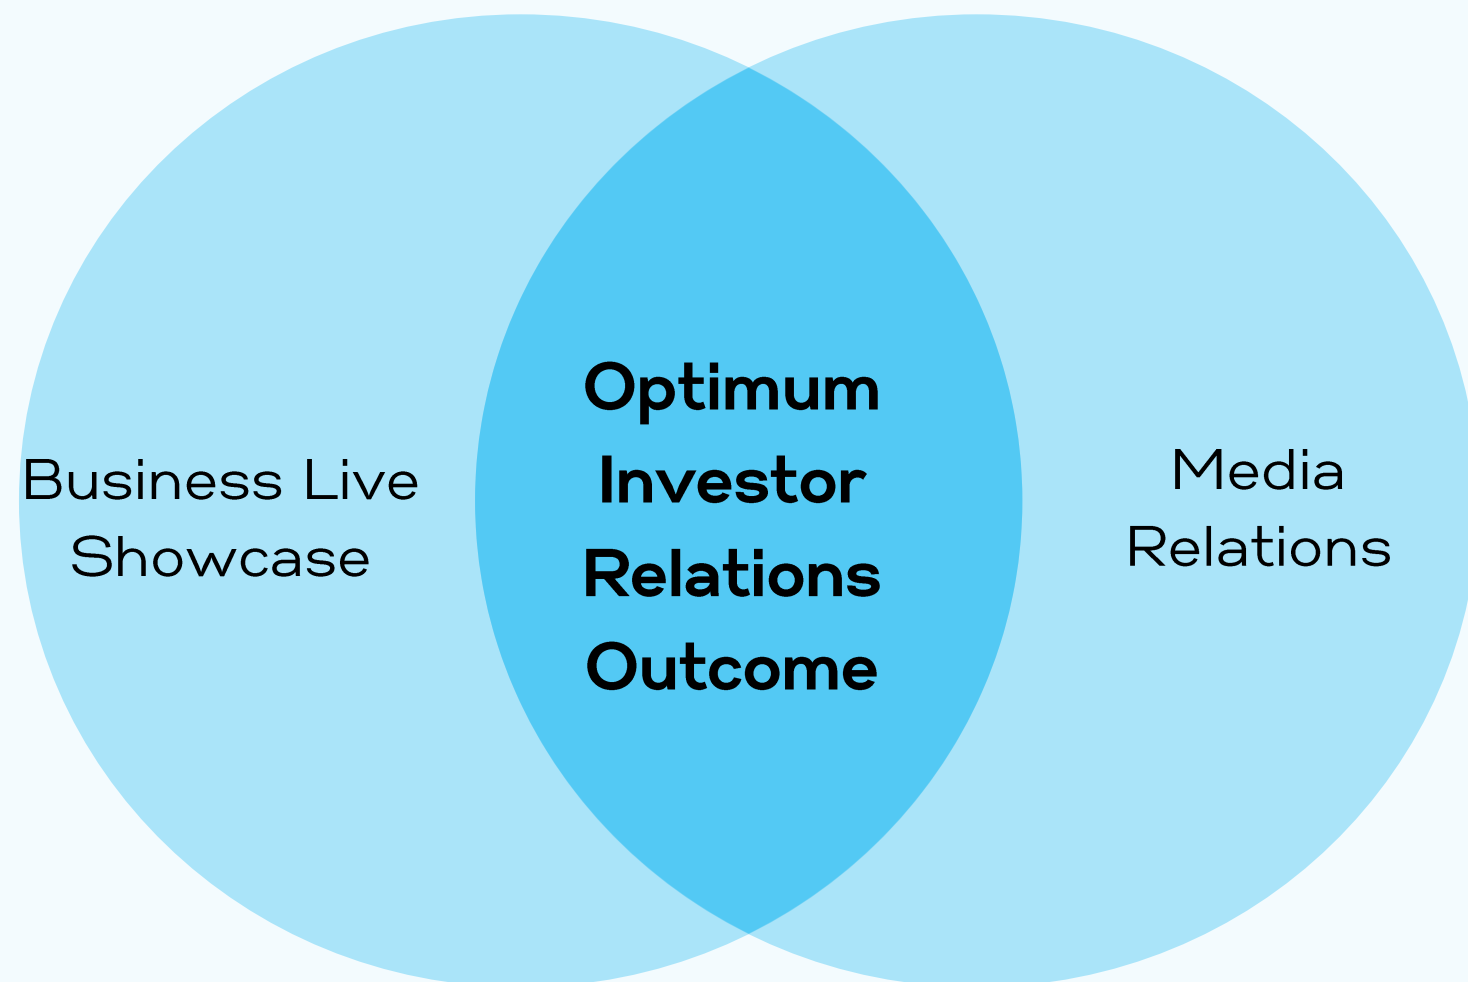 Business Live
Showcase
Optimum
Investor
Relations
Outcome
Media
Relations